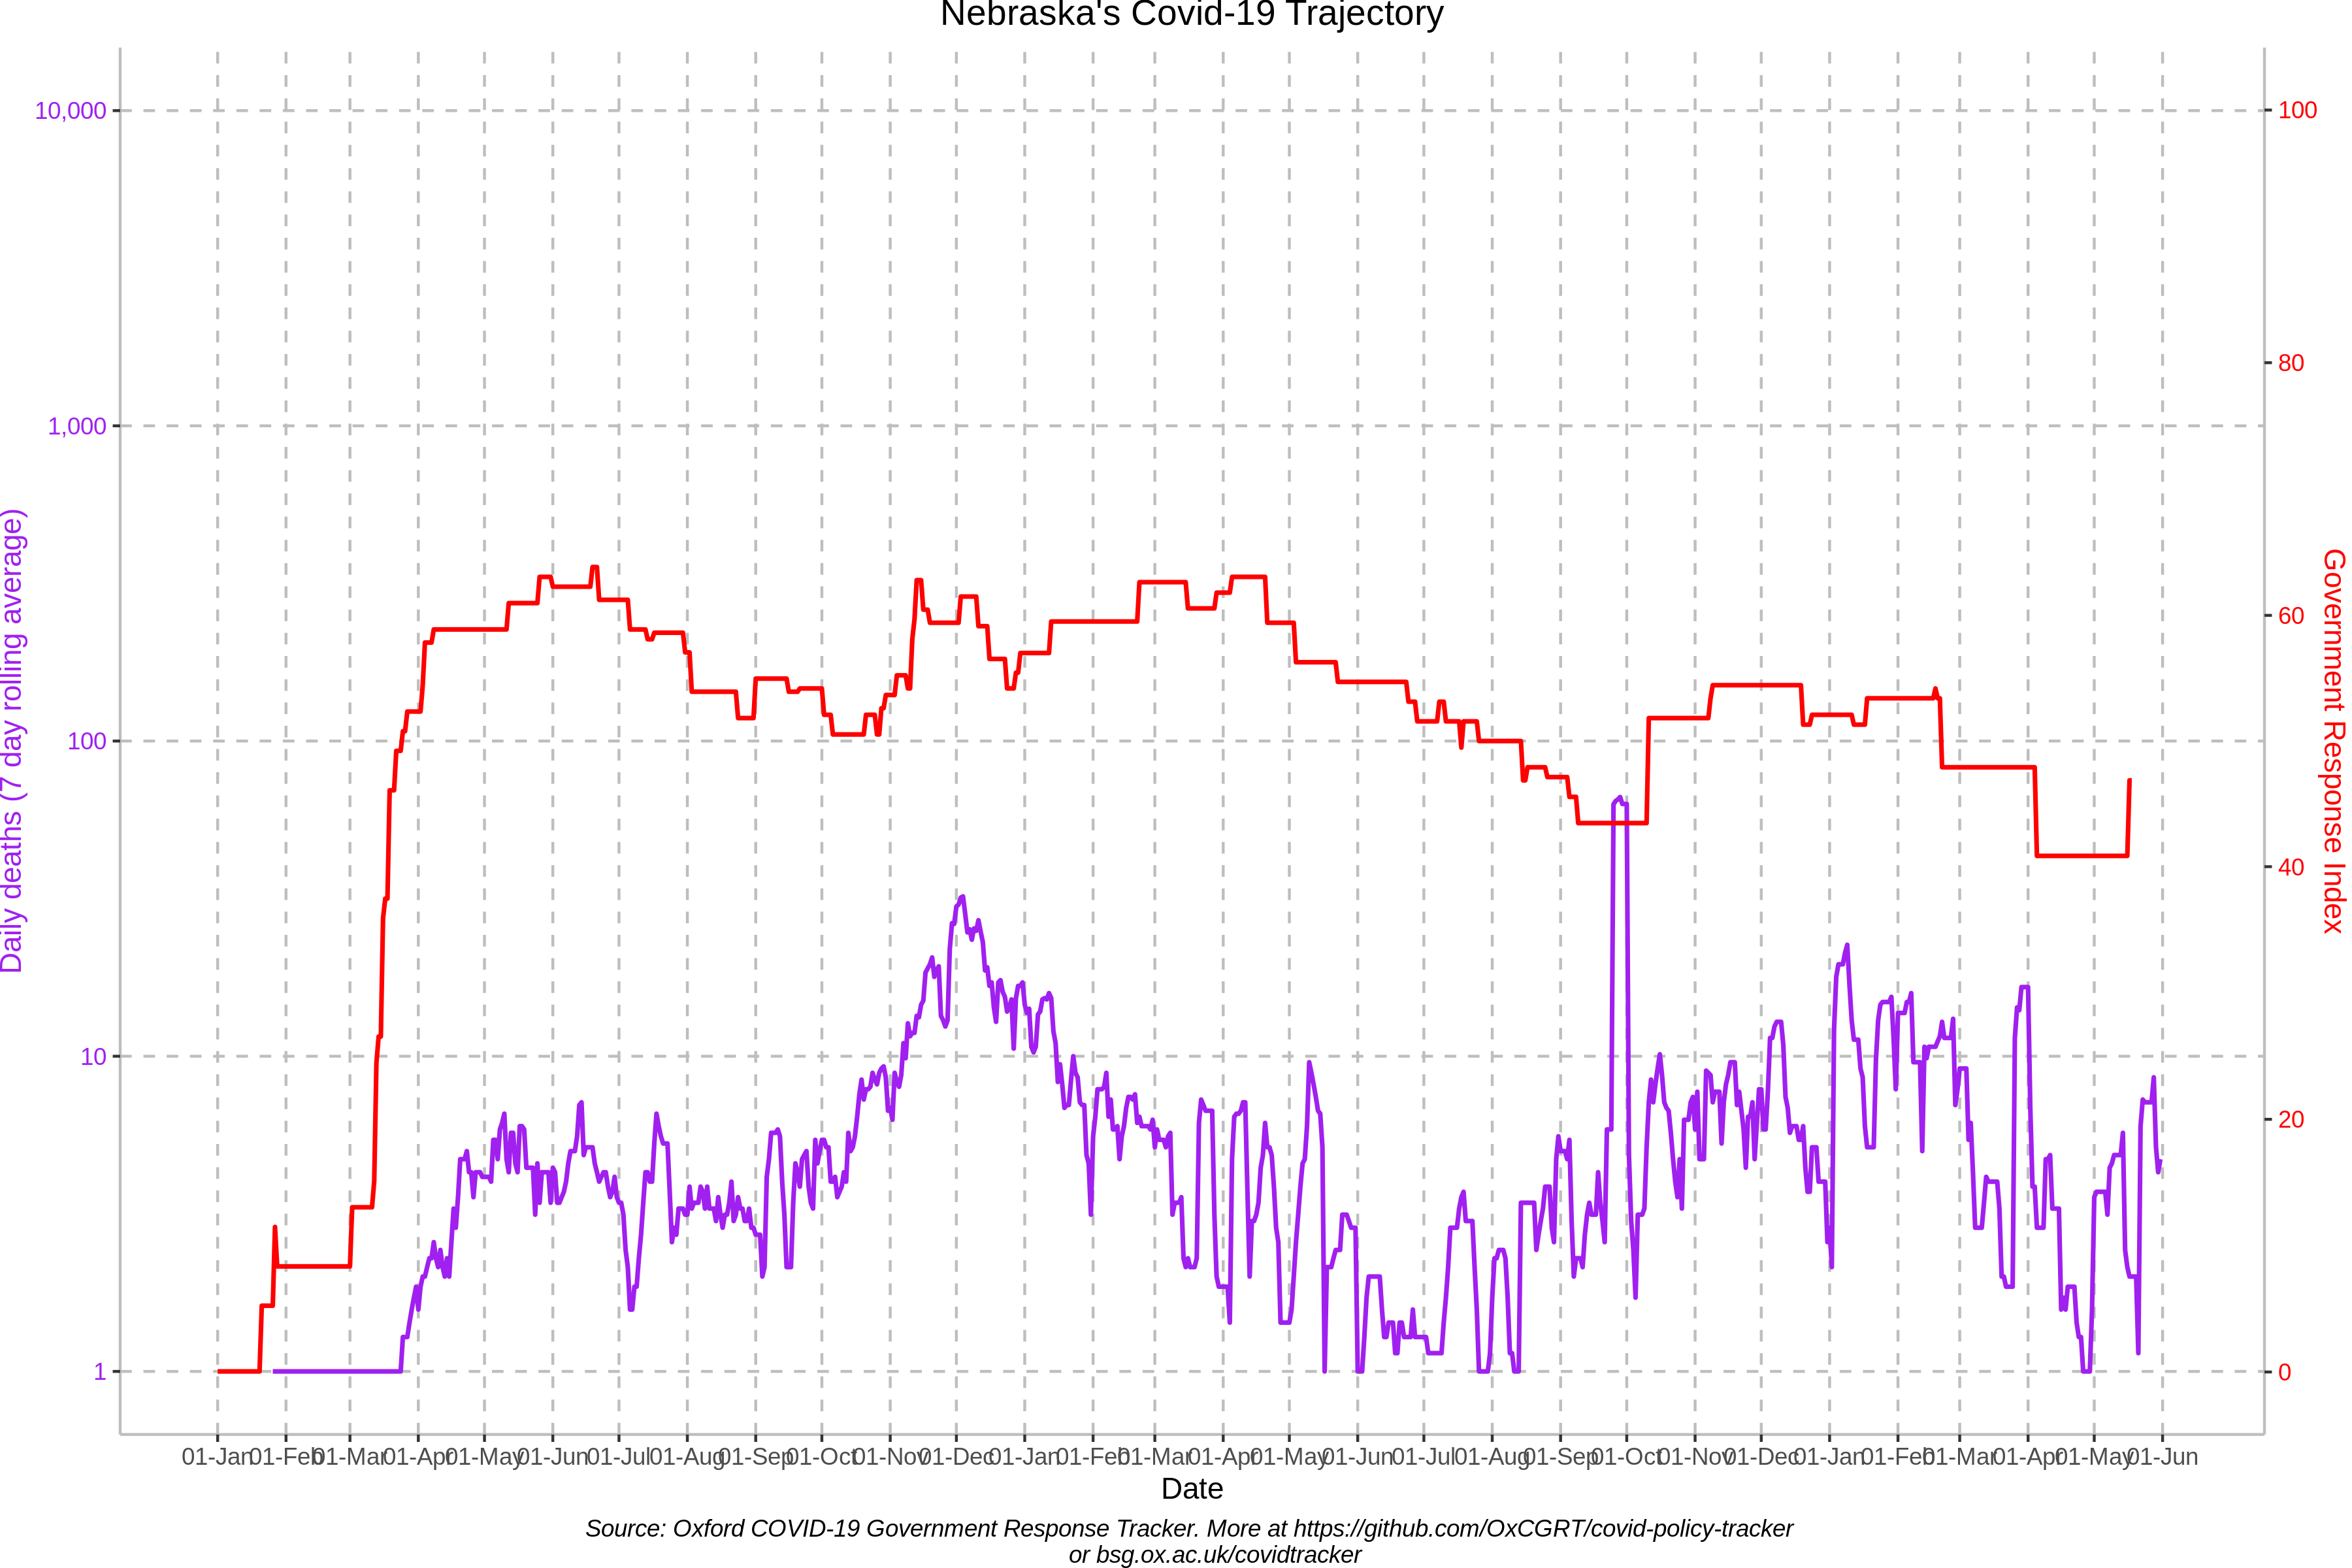 Nebraska's Covid-19 Trajectory
10,000
1,000
100
10
1
Daily deaths (7 day rolling average)
100
80
60
40
20
0
Government Response Index
01-Jan 01-Feb 01-Mar 01-Apr 01-May 01-Jun 01-Jul 01-Aug 01-Sep 01-Oct 01-Nov 01-Dec 01-Jan 01-Feb 01-Mar 01-Apr 01-May 01-Jun 01-Jul 01-Aug 01-Sep 01-Oct 01-Nov 01-Dec 01-Jan 01-Feb 01-Mar 01-Apr 01-May 01-Jun
Date
Source: Oxford COVID-19 Government Response Tracker. More at https://github.com/OxCGRT/covid-policy-tracker
or bsg.ox.ac.uk/covidtracker